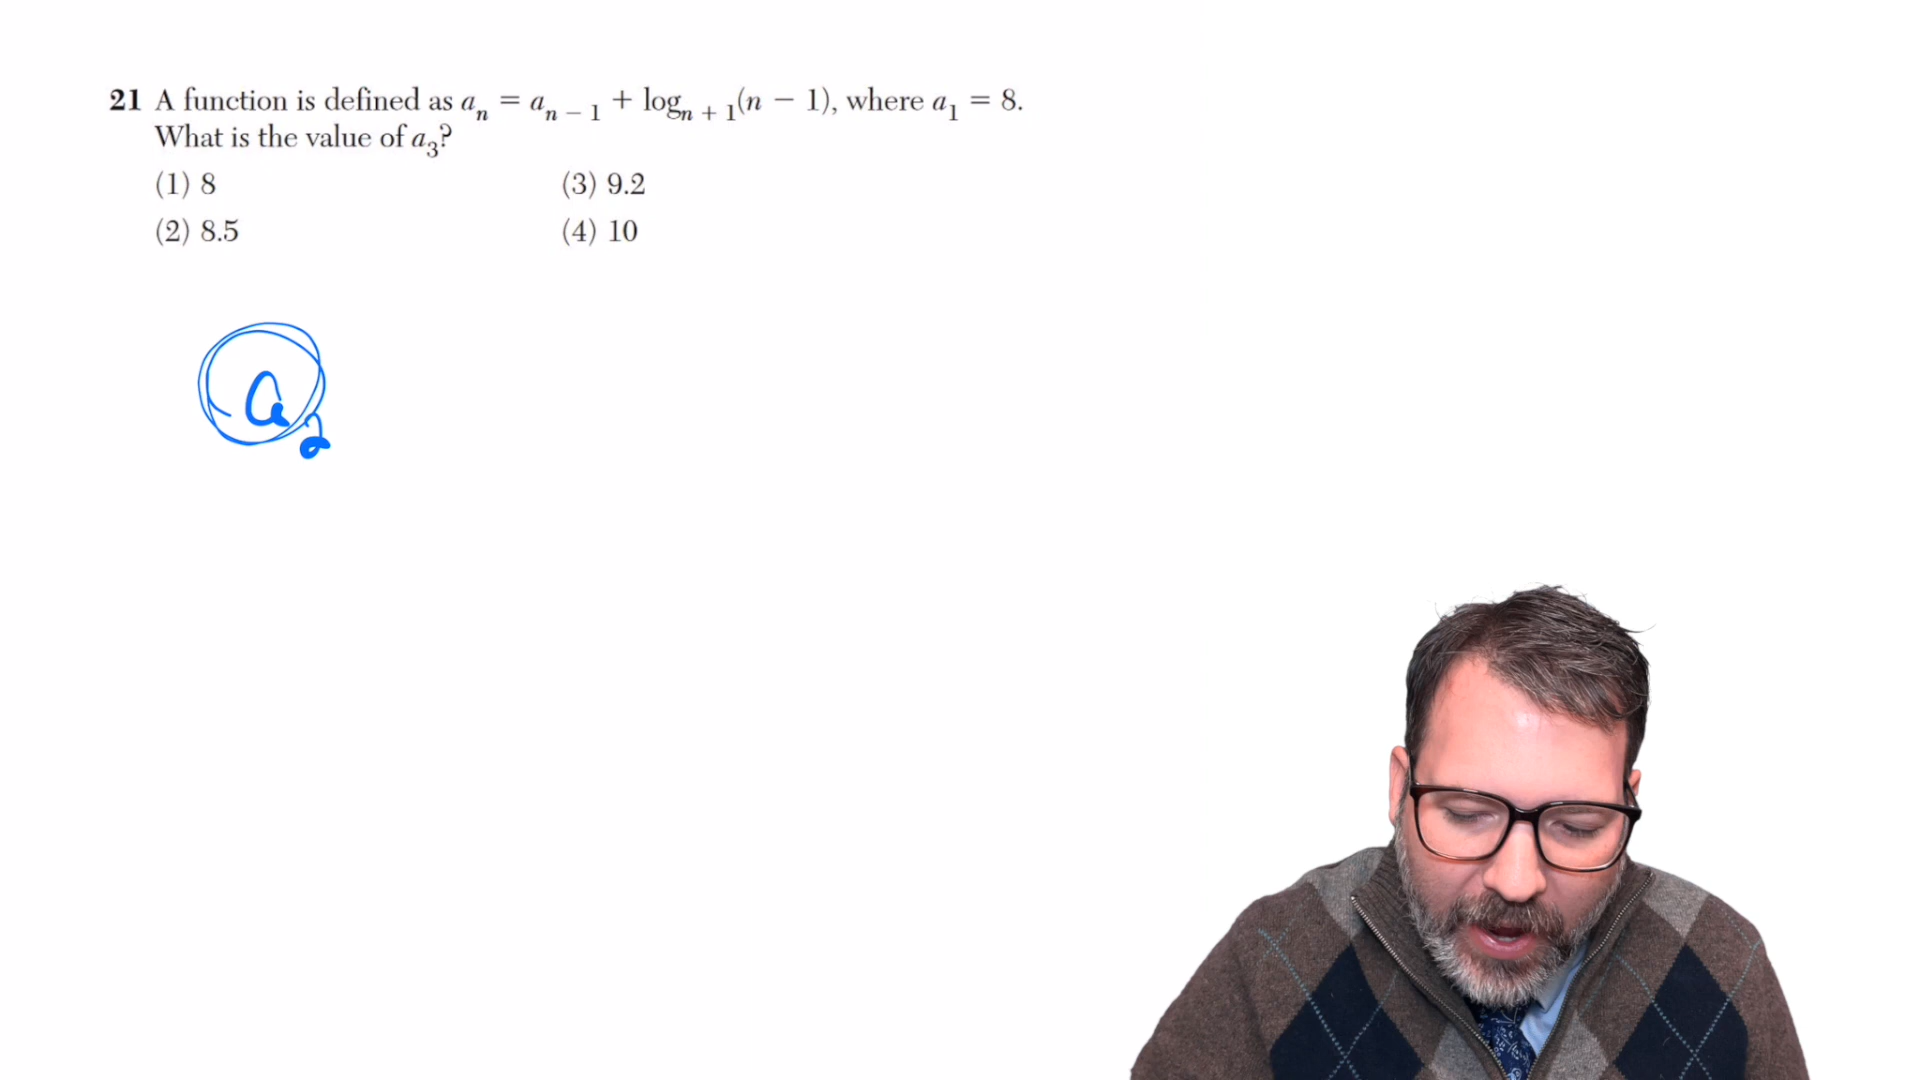 21 A function is defined as aₙ = aₙ ₋ ₁ + logₙ ₊ ₁(n − 1), where a₁ = 8.
What is the value of a₃?
(1) 8 (3) 9.2
(2) 8.5 (4) 10
a₂